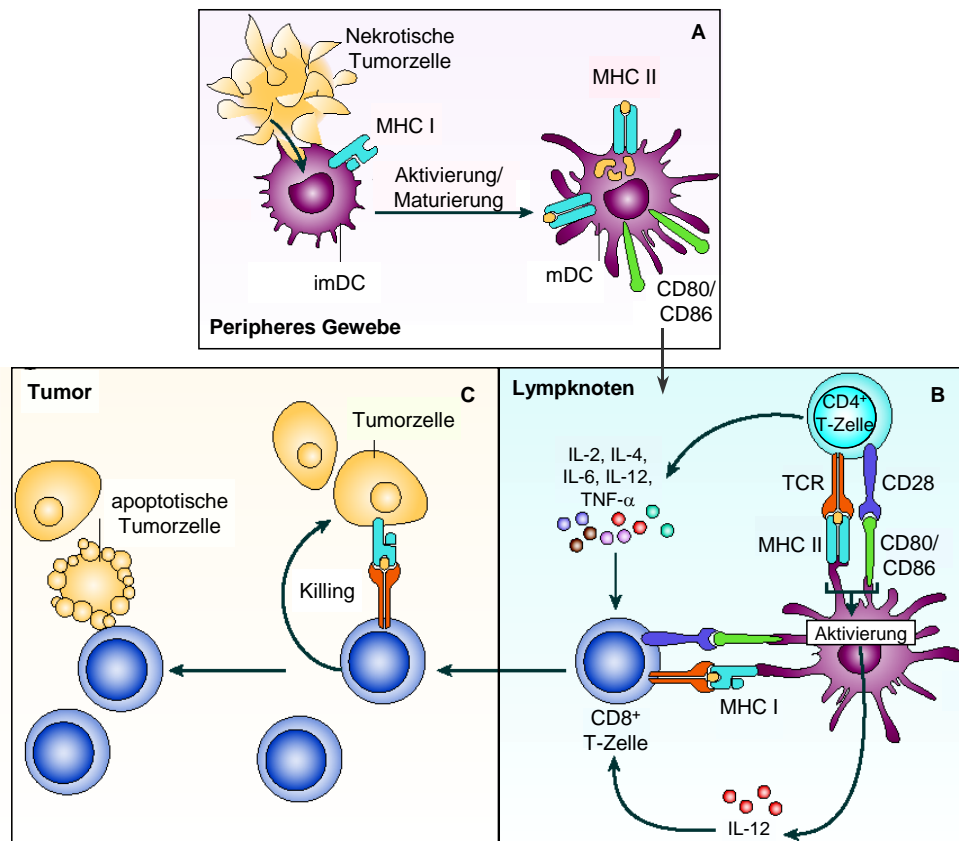 A
Nekrotische
Tumorzelle
MHC I
MHC II
Aktivierung/
Maturierung
imDC
mDC
CD80/
CD86
Peripheres Gewebe
Tumor
C
Tumorzelle
apoptotische
Tumorzelle
Killing
Lympknoten
B
CD4+
T-Zelle
IL-2, IL-4,
IL-6, IL-12,
TNF-α
TCR
CD28
MHC II
CD80/
CD86
Aktivierung
MHC I
CD8+
T-Zelle
IL-12